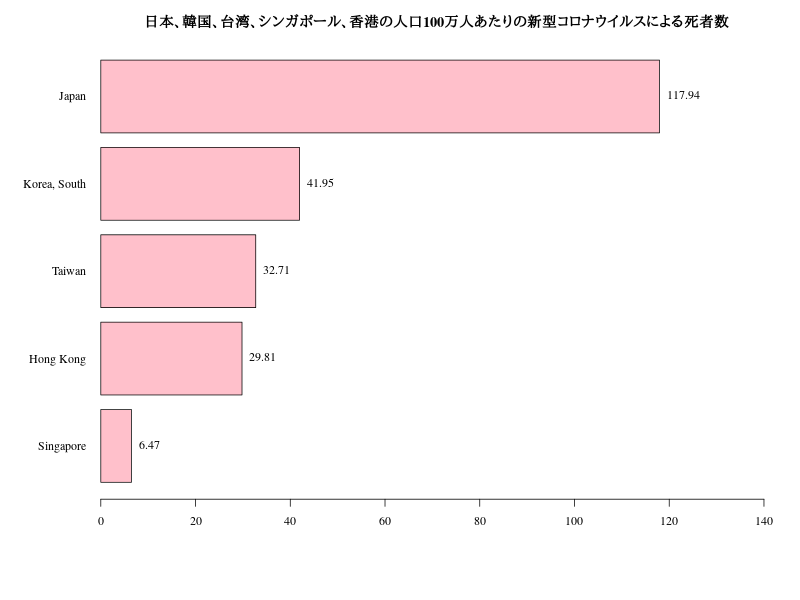 日本、韓国、台湾、シンガポール、香港の人口100万人あたりの新型コロナウイルスによる死者数
Japan
117.94
Korea, South
41.95
Taiwan
32.71
Hong Kong
29.81
Singapore
6.47
0 20 40 60 80 100 120 140